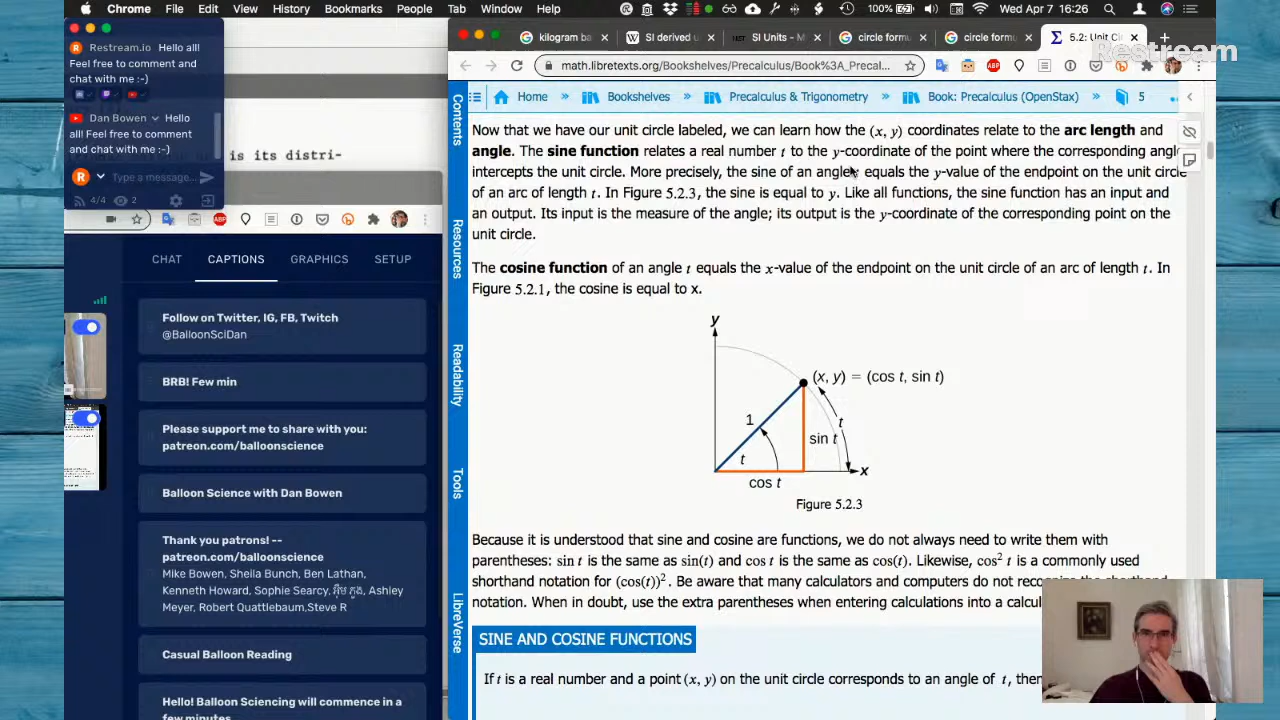 Chrome File Edit View History Bookmarks People Tab Window Help
100% Wed Apr 7 16:26
Restream.io Hello all!
Feel free to comment and
chat with me :-)
Dan Bowen Hello
all! Feel free to comment
and chat with me :-)
Type a message...
4/4 2
is its distri-
CHAT CAPTIONS GRAPHICS SETUP
Follow on Twitter, IG, FB, Twitch
@BalloonSciDan
BRB! Few min
Please support me to share with you:
patreon.com/balloonscience
Balloon Science with Dan Bowen
Thank you patrons! --
patreon.com/balloonscience
Mike Bowen, Sheila Bunch, Ben Lathan,
Kenneth Howard, Sophie Searcy, Ashley
Meyer, Robert Quattlebaum,Steve R
Casual Balloon Reading
Hello! Balloon Sciencing will commence in a
few minutes
kilogram ba
SI derived u
SI Units - M
circle formu
circle formu
5.2: Unit Cir
Restream
math.libretexts.org/Bookshelves/Precalculus/Book%3A_Precal...
Home » Bookshelves » Precalculus & Trigonometry » Book: Precalculus (OpenStax) » 5
Contents
Resources
Readability
Tools
LibreVerse
Now that we have our unit circle labeled, we can learn how the (x, y) coordinates relate to the arc length and
angle. The sine function relates a real number t to the y-coordinate of the point where the corresponding angle
intercepts the unit circle. More precisely, the sine of an angle equals the y-value of the endpoint on the unit circle
of an arc of length t. In Figure 5.2.3, the sine is equal to y. Like all functions, the sine function has an input and
an output. Its input is the measure of the angle; its output is the y-coordinate of the corresponding point on the
unit circle.
The cosine function of an angle t equals the x-value of the endpoint on the unit circle of an arc of length t. In
Figure 5.2.1, the cosine is equal to x.
y
(x, y) = (cos t, sin t)
1
t
sin t
t
x
cos t
Figure 5.2.3
Because it is understood that sine and cosine are functions, we do not always need to write them with
parentheses: sin t is the same as sin(t) and cos t is the same as cos(t). Likewise, cos² t is a commonly used
shorthand notation for (cos(t))². Be aware that many calculators and computers do not recognize the shorthand
notation. When in doubt, use the extra parentheses when entering calculations into a calcul
SINE AND COSINE FUNCTIONS
If t is a real number and a point (x, y) on the unit circle corresponds to an angle of t, then